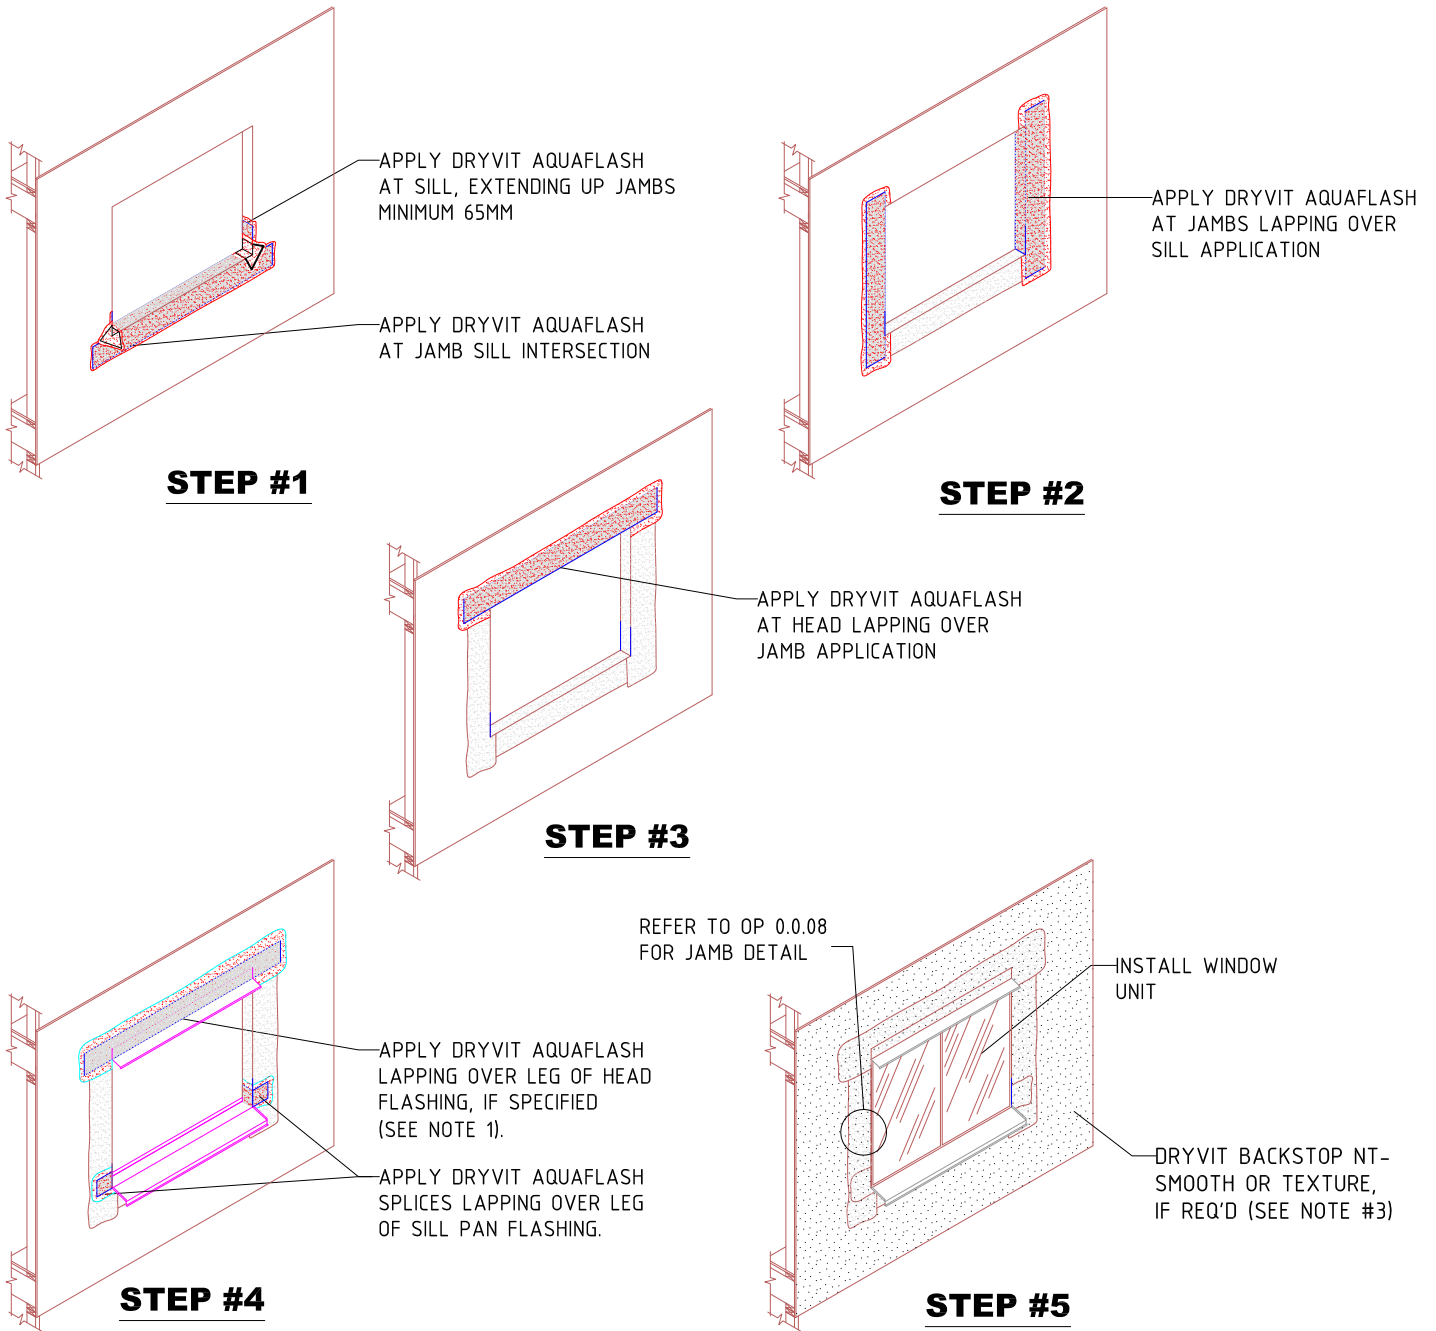 APPLY DRYVIT AQUAFLASH
AT SILL, EXTENDING UP JAMBS
MINIMUM 65MM
APPLY DRYVIT AQUAFLASH
AT JAMB SILL INTERSECTION
STEP #1
APPLY DRYVIT AQUAFLASH
AT JAMBS LAPPING OVER
SILL APPLICATION
STEP #2
APPLY DRYVIT AQUAFLASH
AT HEAD LAPPING OVER
JAMB APPLICATION
STEP #3
APPLY DRYVIT AQUAFLASH
LAPPING OVER LEG OF HEAD
FLASHING, IF SPECIFIED
(SEE NOTE 1).
APPLY DRYVIT AQUAFLASH
SPLICES LAPPING OVER LEG
OF SILL PAN FLASHING.
STEP #4
REFER TO OP 0.0.08
FOR JAMB DETAIL
INSTALL WINDOW
UNIT
DRYVIT BACKSTOP NT-
SMOOTH OR TEXTURE,
IF REQ'D (SEE NOTE #3)
STEP #5